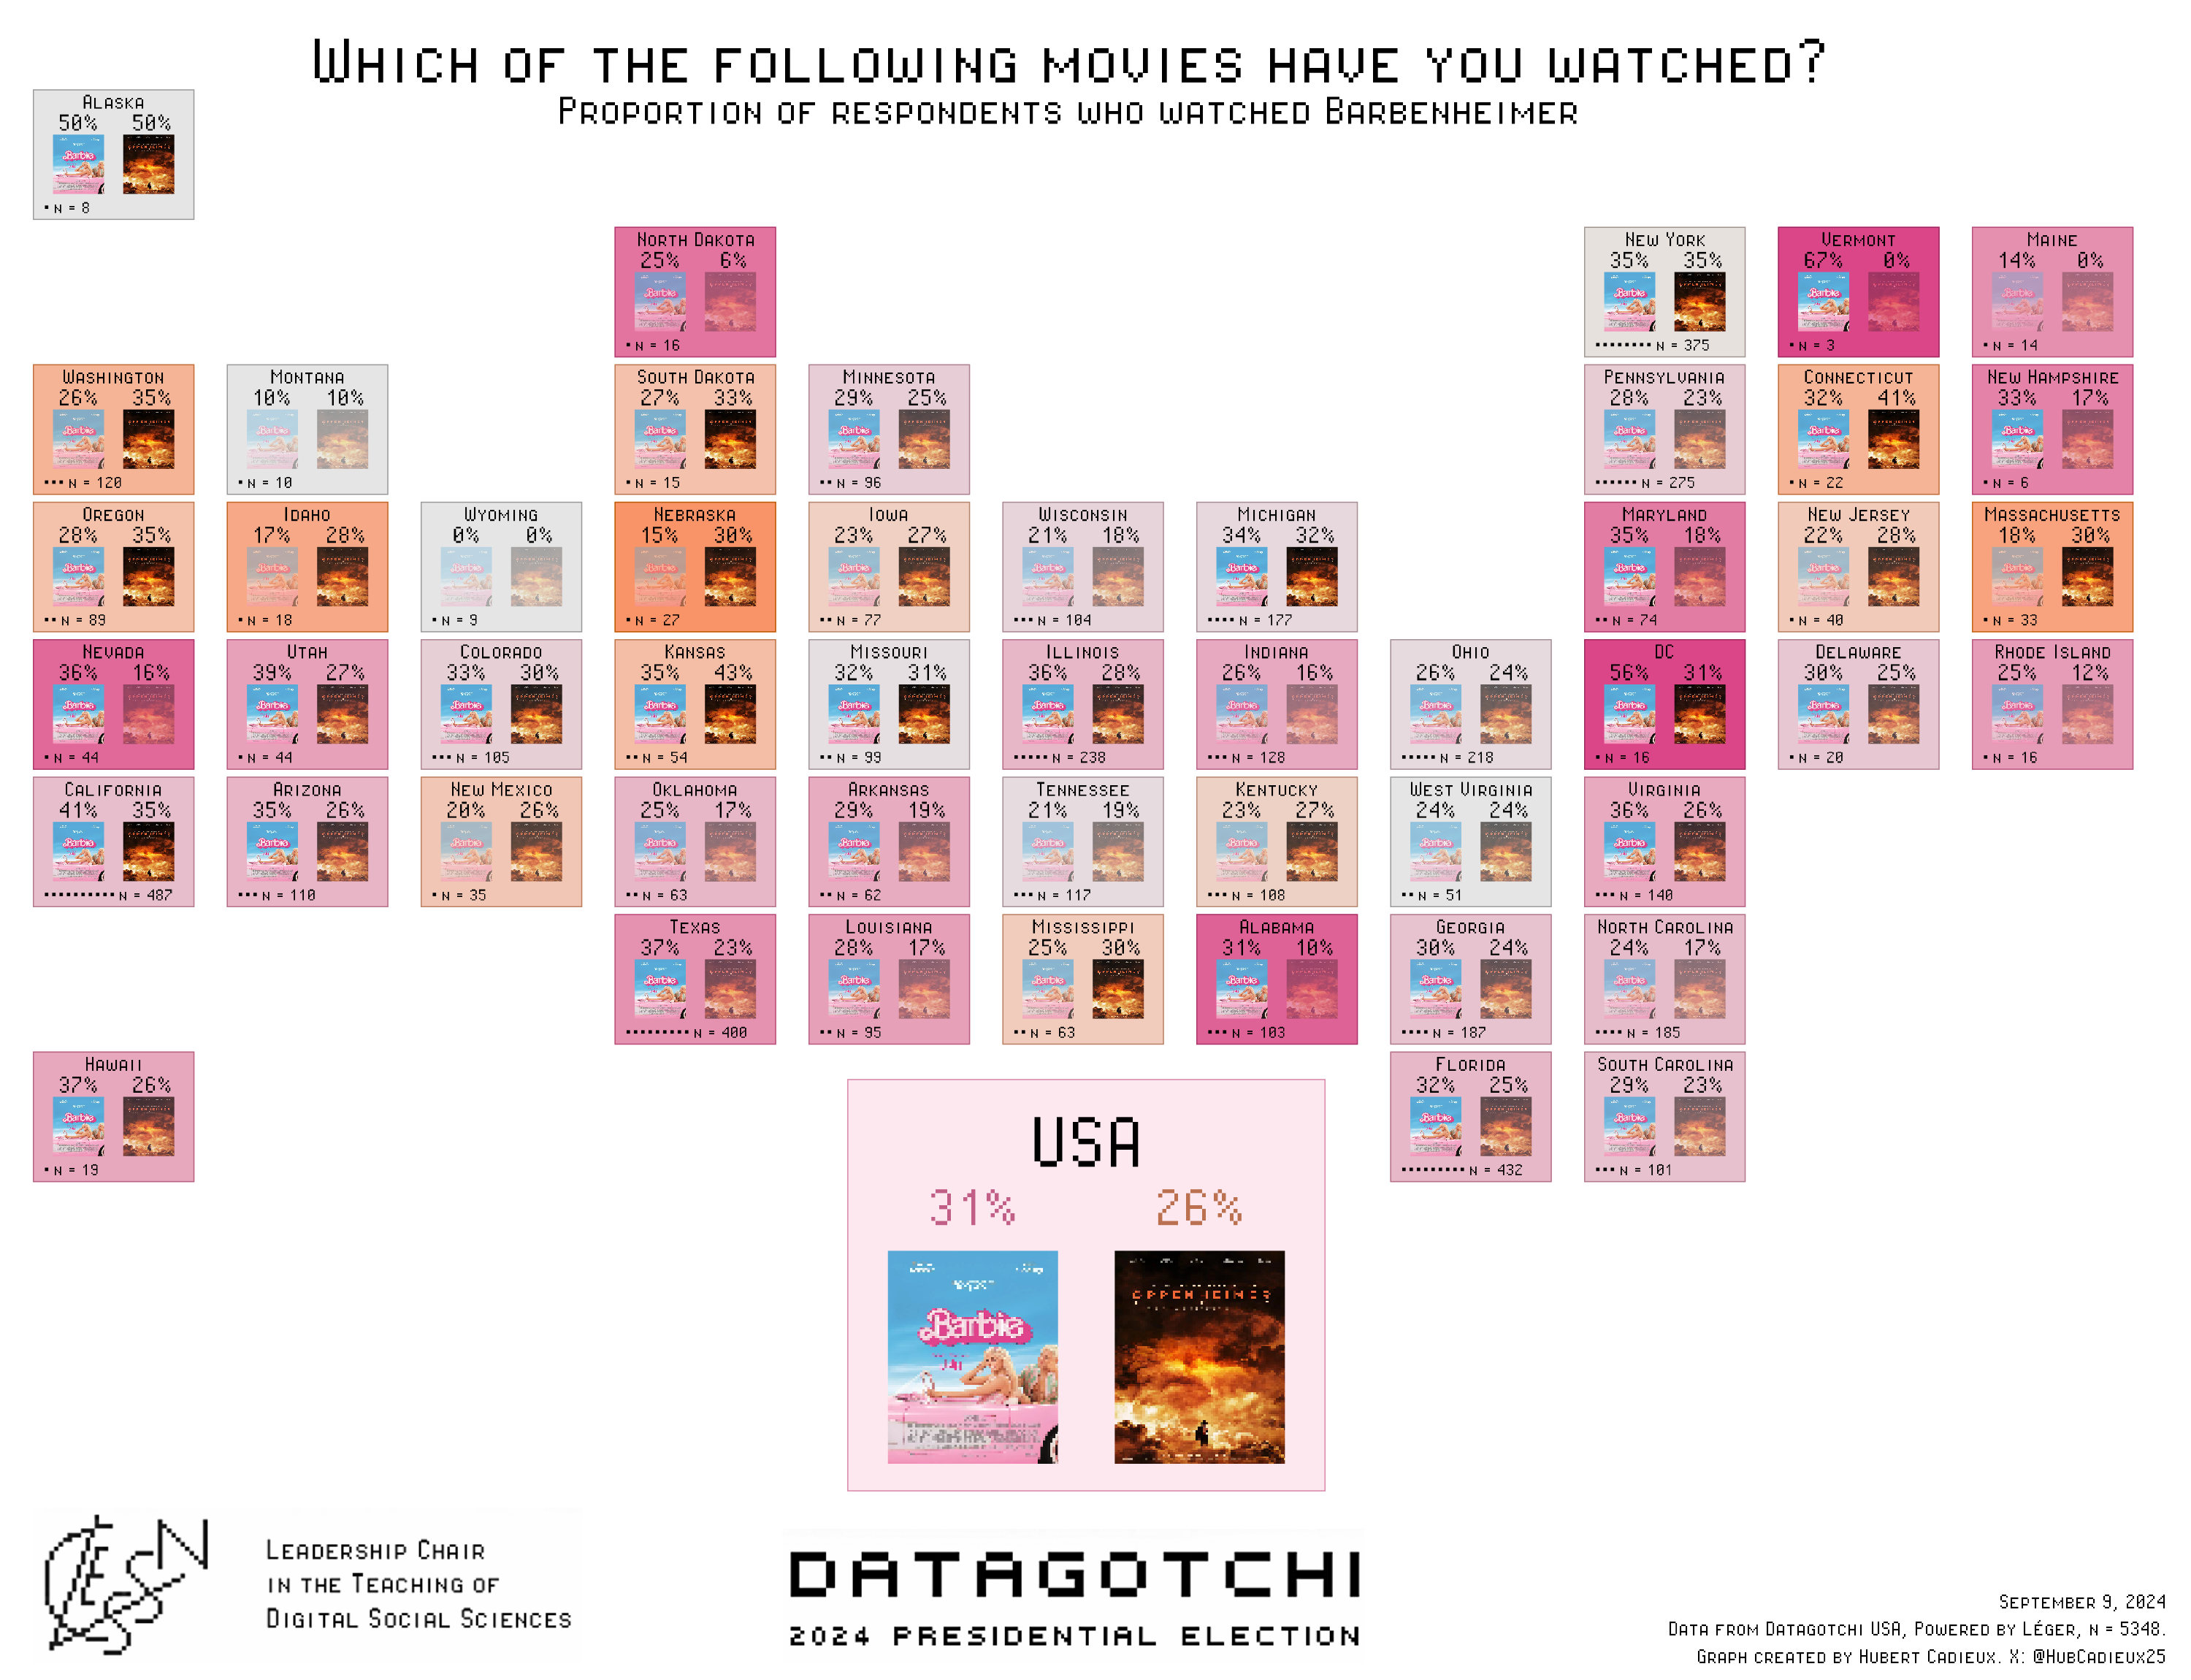 Which of the following movies have you watched?
Proportion of respondents who watched Barbenheimer
Alaska
50% 50%
N = 8
North Dakota
25% 6%
N = 16
New York
35% 35%
N = 375
Vermont
67% 0%
N = 3
Maine
14% 0%
N = 14
Washington
26% 35%
N = 120
Montana
10% 10%
N = 10
South Dakota
27% 33%
N = 15
Minnesota
29% 25%
N = 96
Pennsylvania
28% 23%
N = 275
Connecticut
32% 41%
N = 22
New Hampshire
33% 17%
N = 6
Oregon
28% 35%
N = 89
Idaho
17% 28%
N = 18
Wyoming
0% 0%
N = 9
Nebraska
15% 30%
N = 27
Iowa
23% 27%
N = 77
Wisconsin
21% 18%
N = 104
Michigan
34% 32%
N = 177
Maryland
35% 18%
N = 74
New Jersey
22% 28%
N = 40
Massachusetts
18% 30%
N = 33
Nevada
36% 16%
N = 44
Utah
39% 27%
N = 44
Colorado
33% 30%
N = 105
Kansas
35% 43%
N = 54
Missouri
32% 31%
N = 99
Illinois
36% 28%
N = 238
Indiana
26% 16%
N = 128
Ohio
26% 24%
N = 218
DC
56% 31%
N = 16
Delaware
30% 25%
N = 20
Rhode Island
25% 12%
N = 16
California
41% 35%
N = 487
Arizona
35% 26%
N = 110
New Mexico
20% 26%
N = 35
Oklahoma
25% 17%
N = 63
Arkansas
29% 19%
N = 62
Tennessee
21% 19%
N = 117
Kentucky
23% 27%
N = 108
West Virginia
24% 24%
N = 51
Virginia
36% 26%
N = 140
Texas
37% 23%
N = 400
Louisiana
28% 17%
N = 95
Mississippi
25% 30%
N = 63
Alabama
31% 10%
N = 103
Georgia
30% 24%
N = 187
North Carolina
24% 17%
N = 185
Hawaii
37% 26%
N = 19
Florida
32% 25%
N = 432
South Carolina
29% 23%
N = 101
USA
31% 26%
Barbie
Leadership Chair
in the Teaching of
Digital Social Sciences
DATAGOTCHI
2024 PRESIDENTIAL ELECTION
September 9, 2024
Data from Datagotchi USA, Powered by Léger, n = 5348.
Graph created by Hubert Cadieux. X: @HubCadieux25